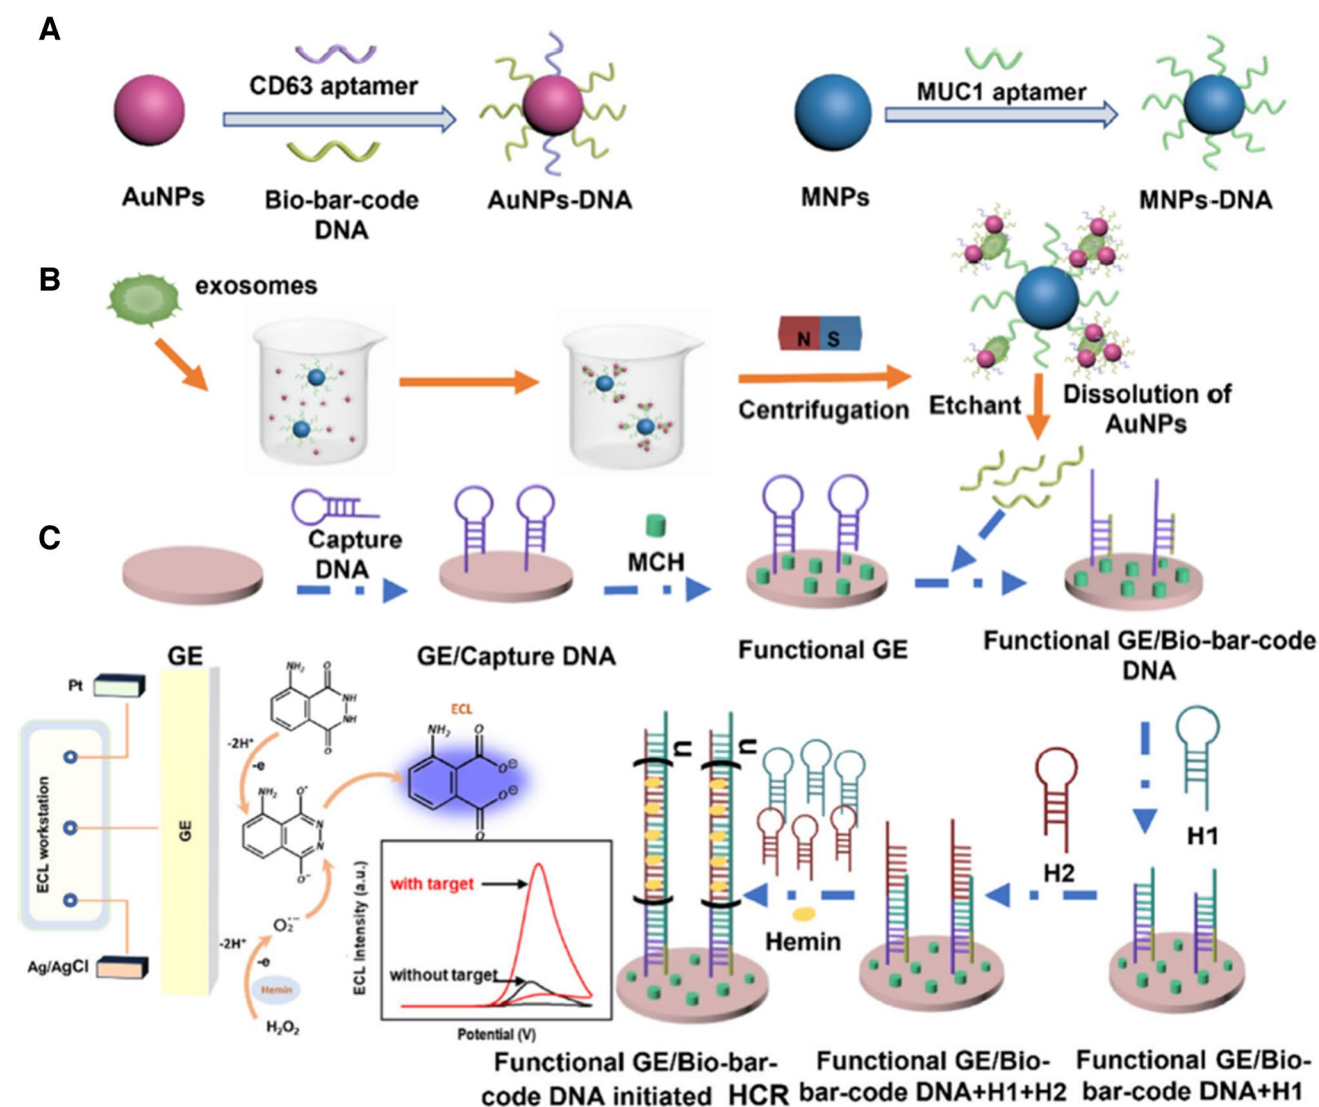 A
CD63 aptamer
MUC1 aptamer
AuNPs
Bio-bar-code
DNA
AuNPs-DNA
MNPs
MNPs-DNA
B
exosomes
N S
Centrifugation
Etchant
Dissolution of
AuNPs
C
Capture
DNA
MCH
GE/Capture DNA
Functional GE
Functional GE/Bio-bar-code
DNA
GE
Pt
ECL workstation
GE
Ag/AgCl
NH₂
O
NH
NH
O
-2H⁺
-e
NH₂
O⁻
N
N
O⁻
ECL
NH₂
O
O⊖
O⊖
O
O₂˙⁻
-2H⁺
-e
Hemin
H₂O₂
ECL Intensity (a.u.)
with target
without target
Potential (V)
n
n
Hemin
H2
H1
Functional GE/Bio-bar-
code DNA initiated HCR
Functional GE/Bio-
bar-code DNA+H1+H2
Functional GE/Bio-
bar-code DNA+H1